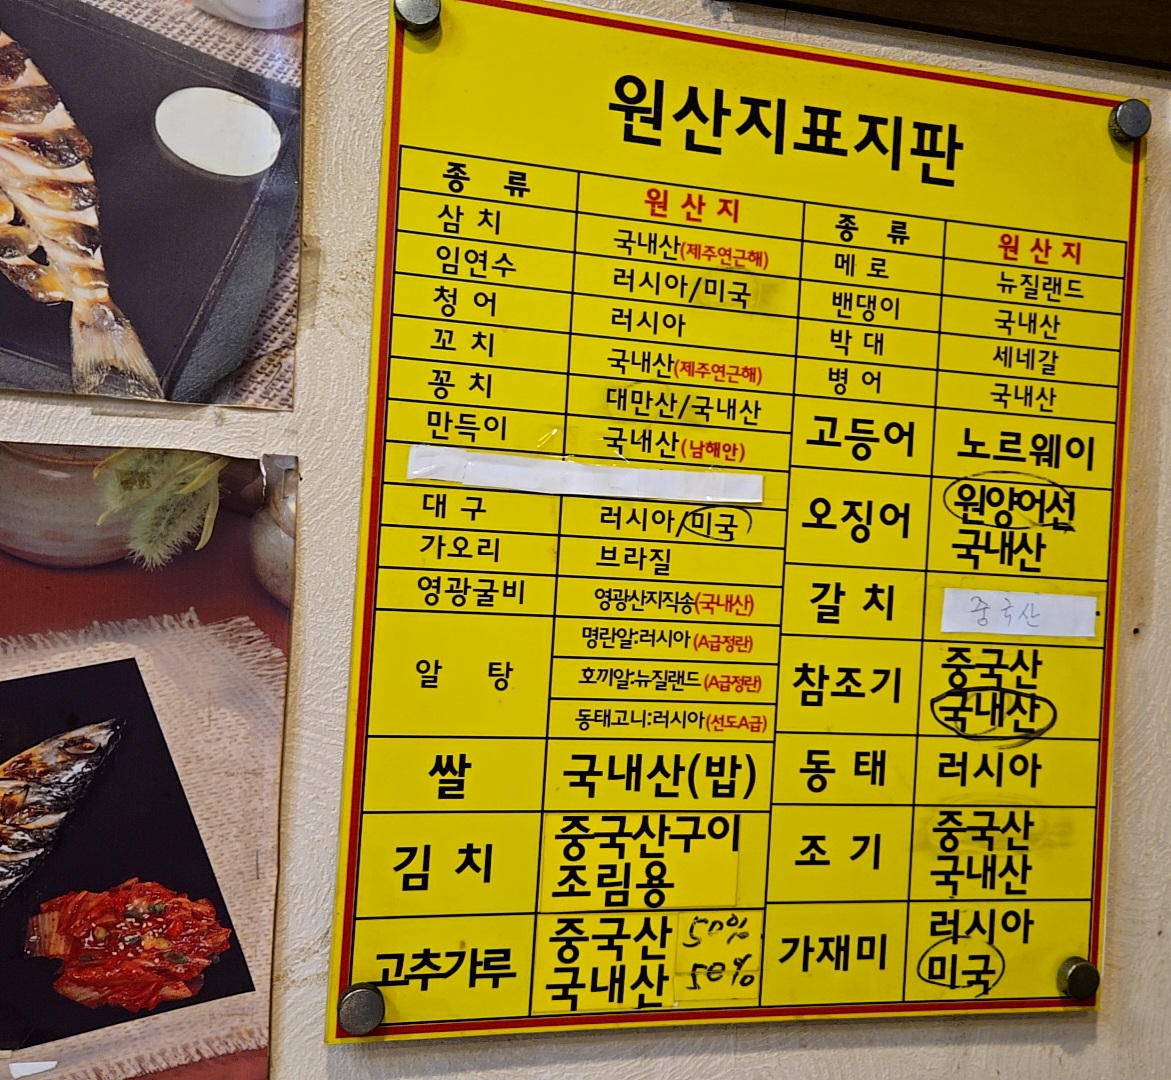 원산지표지판
종 류 원 산 지
삼 치 국내산(제주연근해)
임연수 러시아/미국
청 어 러시아
꼬 치 국내산(제주연근해)
꽁 치 대만산/국내산
만득이 국내산(남해안)
대 구 러시아/미국
가오리 브라질
영광굴비 영광산지직송(국내산)
알 탕 명란알:러시아(A급정란)
호끼알:뉴질랜드(A급정란)
동태고니:러시아(선도A급)
쌀 국내산(밥)
김 치 중국산구이
조림용
고추가루 중국산 50%
국내산 50%
종 류 원 산 지
메 로 뉴질랜드
밴댕이 국내산
박 대 세네갈
병 어 국내산
고등어 노르웨이
오징어 원양어선
국내산
갈 치 중국산
참조기 중국산
국내산
동 태 러시아
조 기 중국산
국내산
가재미 러시아
미국